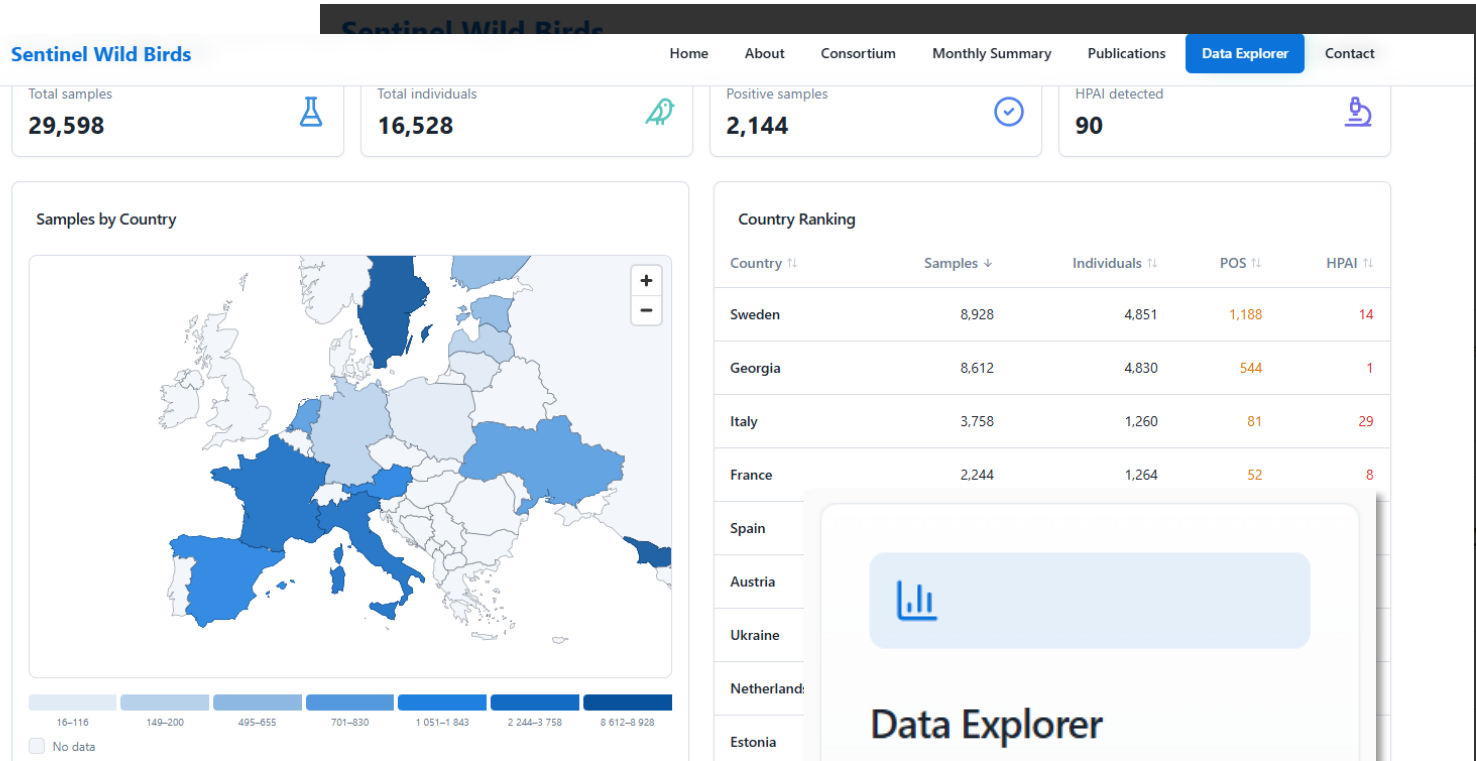 Sentinel Wild Birds
Sentinel Wild Birds
Home About Consortium Monthly Summary Publications Data Explorer Contact
Total samples
29,598
Total individuals
16,528
Positive samples
2,144
HPAI detected
90
Samples by Country
+
−
16–116 149–200 495–655 701–830 1 051–1 843 2 244–3 758 8 612–8 928
No data
Country Ranking
Country ↑↓ Samples ↓ Individuals ↑↓ POS ↑↓ HPAI ↑↓
Sweden 8,928 4,851 1,188 14
Georgia 8,612 4,830 544 1
Italy 3,758 1,260 81 29
France 2,244 1,264 52 8
Spain
Austria
Ukraine
Netherlands
Estonia
Data Explorer